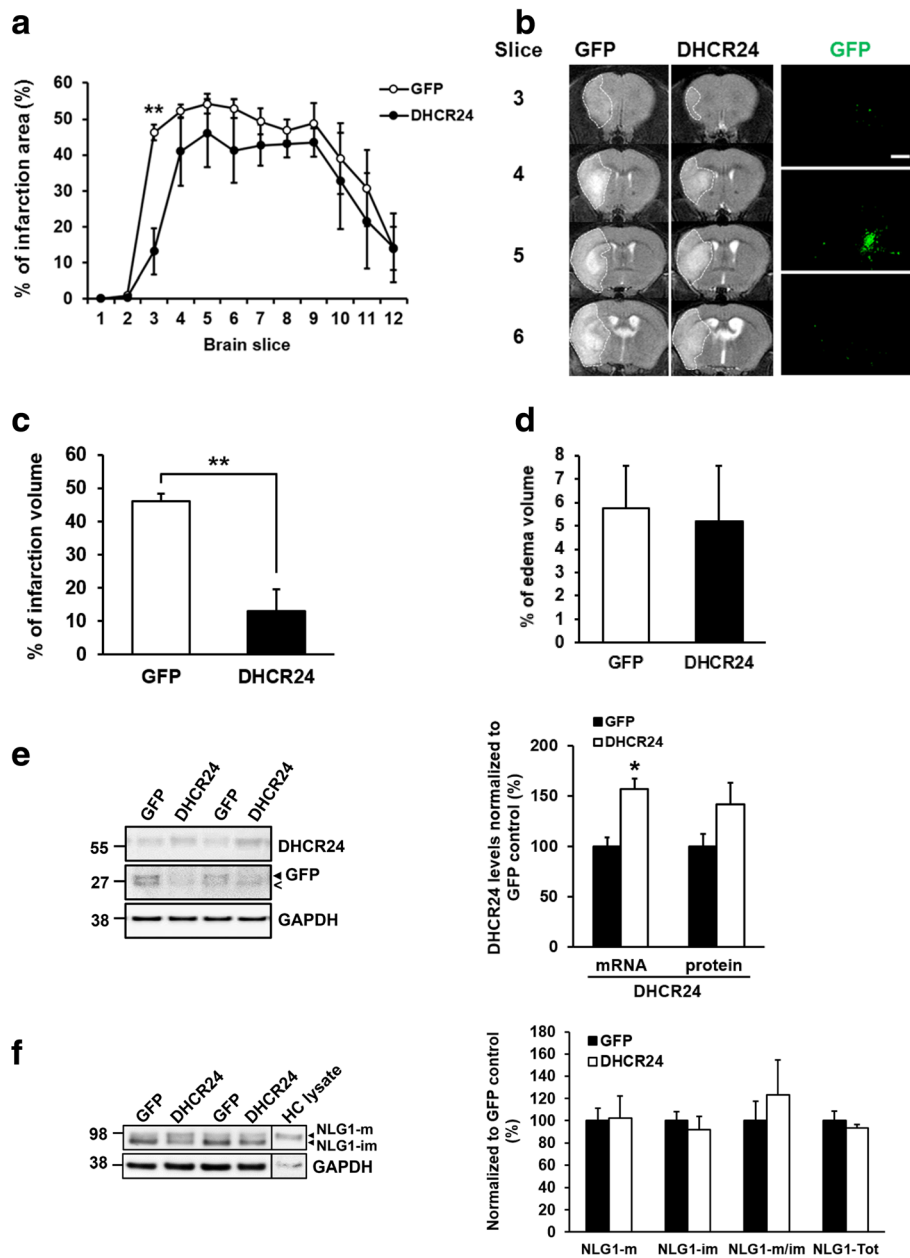 a
% of infarction area (%)
60
50
40
30
20
10
0
**
GFP
DHCR24
1 2 3 4 5 6 7 8 9 10 11 12
Brain slice
b
Slice GFP DHCR24 GFP
3
4
5
6
c
% of infarction volume
60
50
40
30
20
10
0
**
GFP DHCR24
d
% of edema volume
8
7
6
5
4
3
2
1
0
GFP DHCR24
e
GFP DHCR24 GFP DHCR24
55 DHCR24
27 GFP
<
38 GAPDH
DHCR24 levels normalized to
GFP control (%)
200
150
100
50
0
GFP
DHCR24
*
mRNA protein
DHCR24
f
GFP DHCR24 GFP DHCR24 HC lysate
98 NLG1-m
NLG1-im
38 GAPDH
Normalized to GFP control
(%)
180
160
140
120
100
80
60
40
20
0
GFP
DHCR24
NLG1-m NLG1-im NLG1-m/im NLG1-Tot